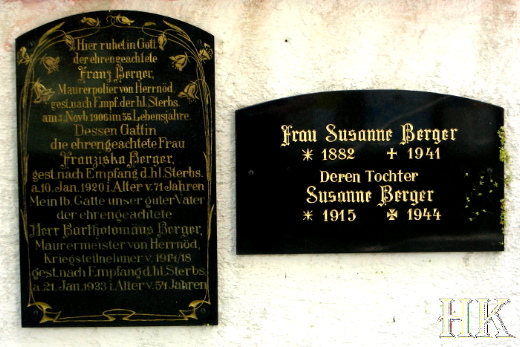 Hier ruhet in Gott
der ehrengeachtete
Franz Berger,
Maurerpolier von Herrnöd,
gest. nach Empf. der hl. Sterbs.
am 2. Novb. 1906 im 55. Lebensjahre.
Dessen Gattin
die ehrengeachtete Frau
Franziska Berger,
gest. nach Empfang d. hl. Sterbs.
a. 10. Jan. 1920 i. Alter v. 71 Jahren
Mein lb. Gatte unser guter Vater
der ehrengeachtete
Herr Bartholomäus Berger,
Maurermeister von Herrnöd,
Kriegsteilnehmer v. 1914/18
gest. nach Empfang d. hl. Sterbs.
a. 21. Jan. 1933 i. Alter v. 54 Jahren
Frau Susanne Berger
* 1882 + 1941
Deren Tochter
Susanne Berger
* 1915 ✠ 1944
HK